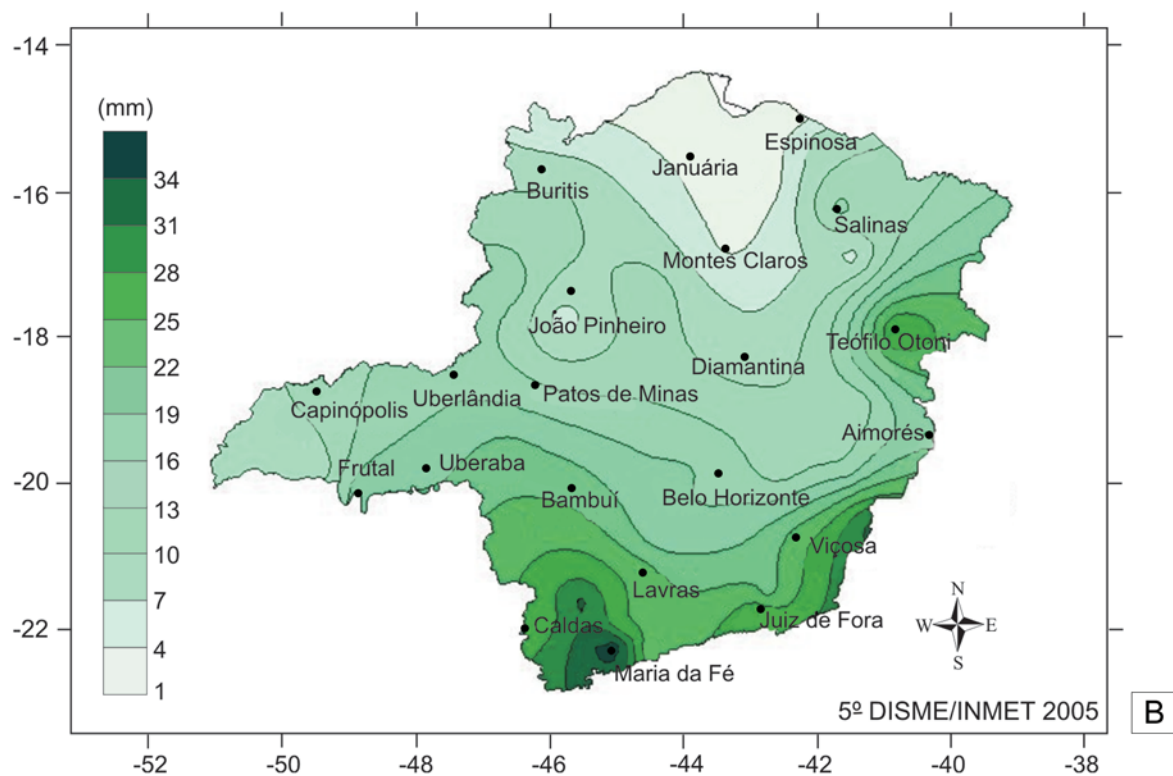 -14
-16
-18
-20
-22
(mm)
34
31
28
25
22
19
16
13
10
7
4
1
Espinosa
Januária
Buritis
Salinas
Montes Claros
João Pinheiro
Teófilo Otoni
Diamantina
Uberlândia
Patos de Minas
Capinópolis
Aimorés
Frutal
Uberaba
Bambuí
Belo Horizonte
Viçosa
Lavras
Caldas
Juiz de Fora
Maria da Fé
N
W
E
S
5º DISME/INMET 2005
B
-52
-50
-48
-46
-44
-42
-40
-38